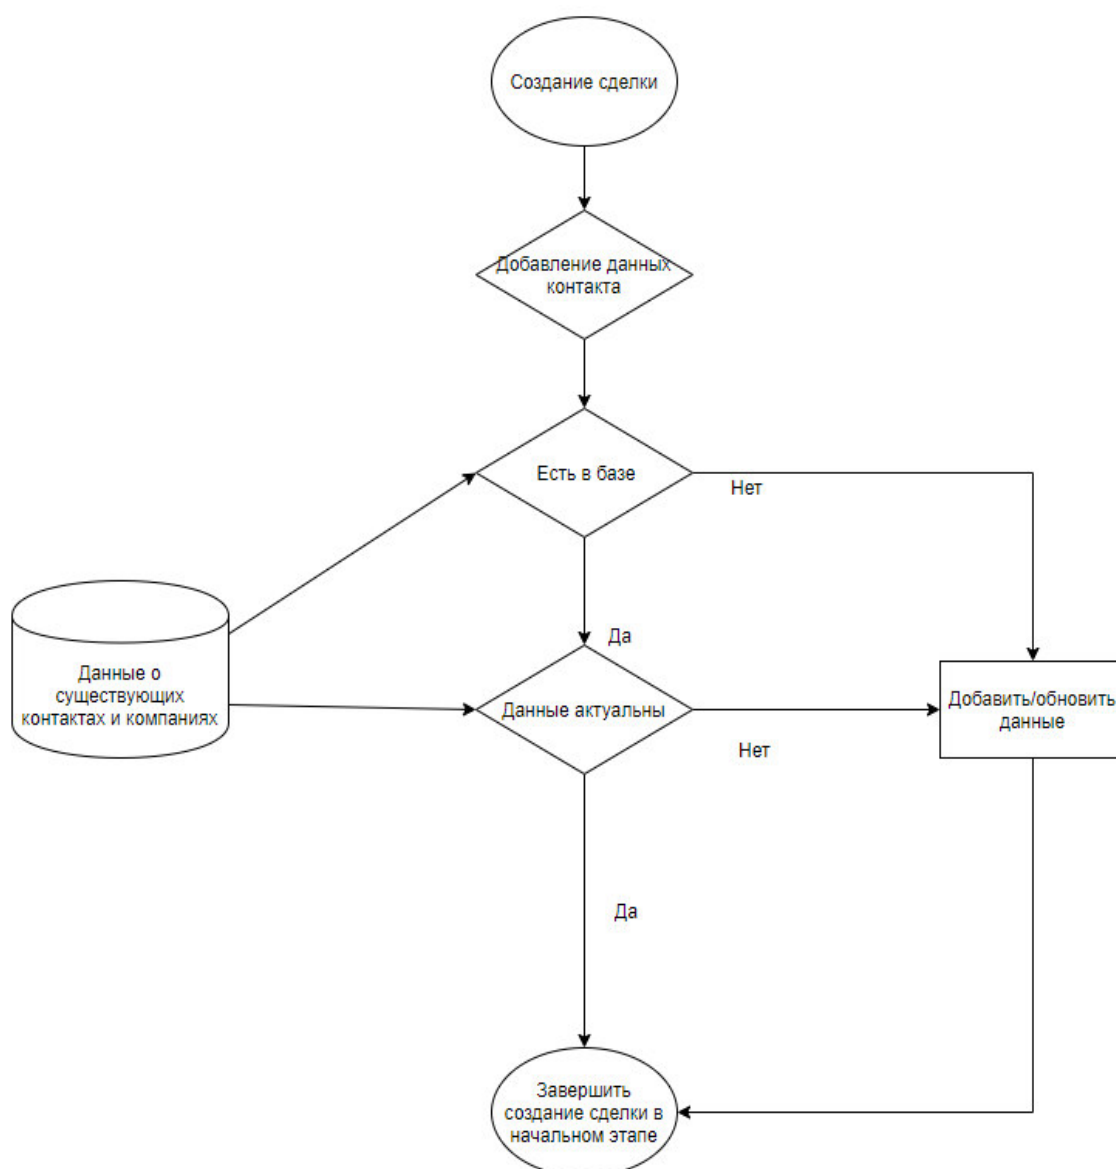 Создание сделки
Добавление данных
контакта
Есть в базе
Нет
Да
Данные о
существующих
контактах и компаниях
Данные актуальны
Добавить/обновить
данные
Нет
Да
Завершить
создание сделки в
начальном этапе